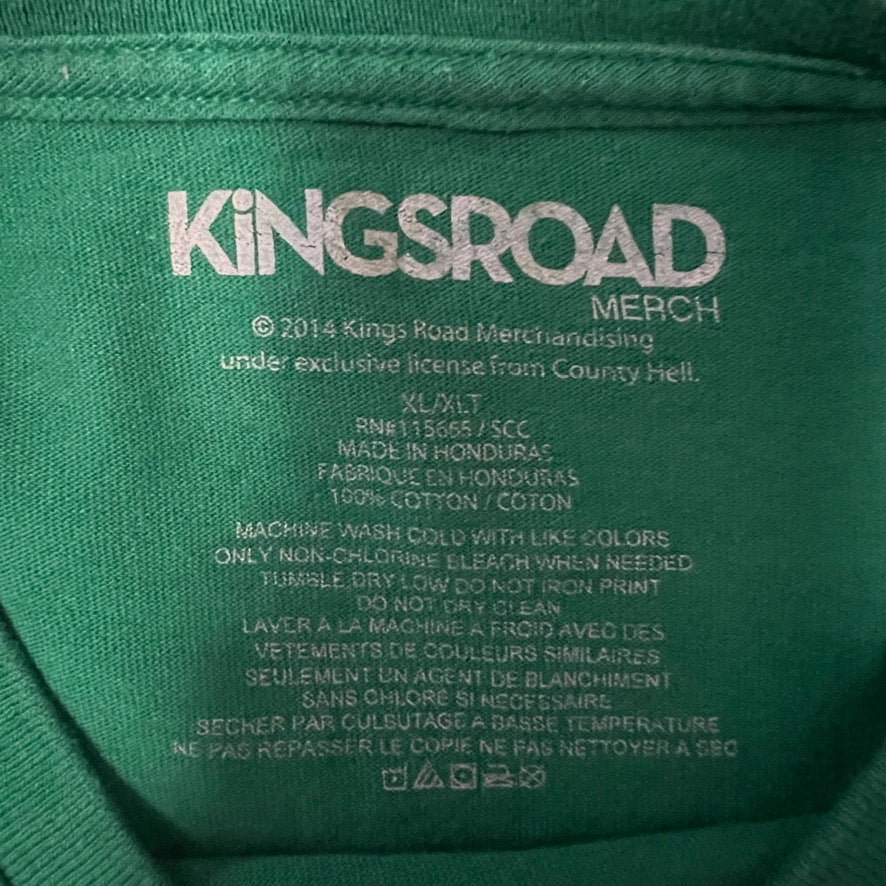 KiNGSROAD
MERCH
© 2014 Kings Road Merchandising
under exclusive license from County Hell.
XL/XLT
RN#115665 / SCC
MADE IN HONDURAS
FABRIQUE EN HONDURAS
100% COTTON / COTON
MACHINE WASH COLD WITH LIKE COLORS
ONLY NON-CHLORINE BLEACH WHEN NEEDED
TUMBLE DRY LOW DO NOT IRON PRINT
DO NOT DRY CLEAN
LAVER A LA MACHINE A FROID AVEC DES
VETEMENTS DE COULEURS SIMILAIRES
SEULEMENT UN AGENT DE BLANCHIMENT
SANS CHLORE SI NECESSAIRE
SECHER PAR CULBUTAGE A BASSE TEMPERATURE
NE PAS REPASSER LE COPIE NE PAS NETTOYER A SEC